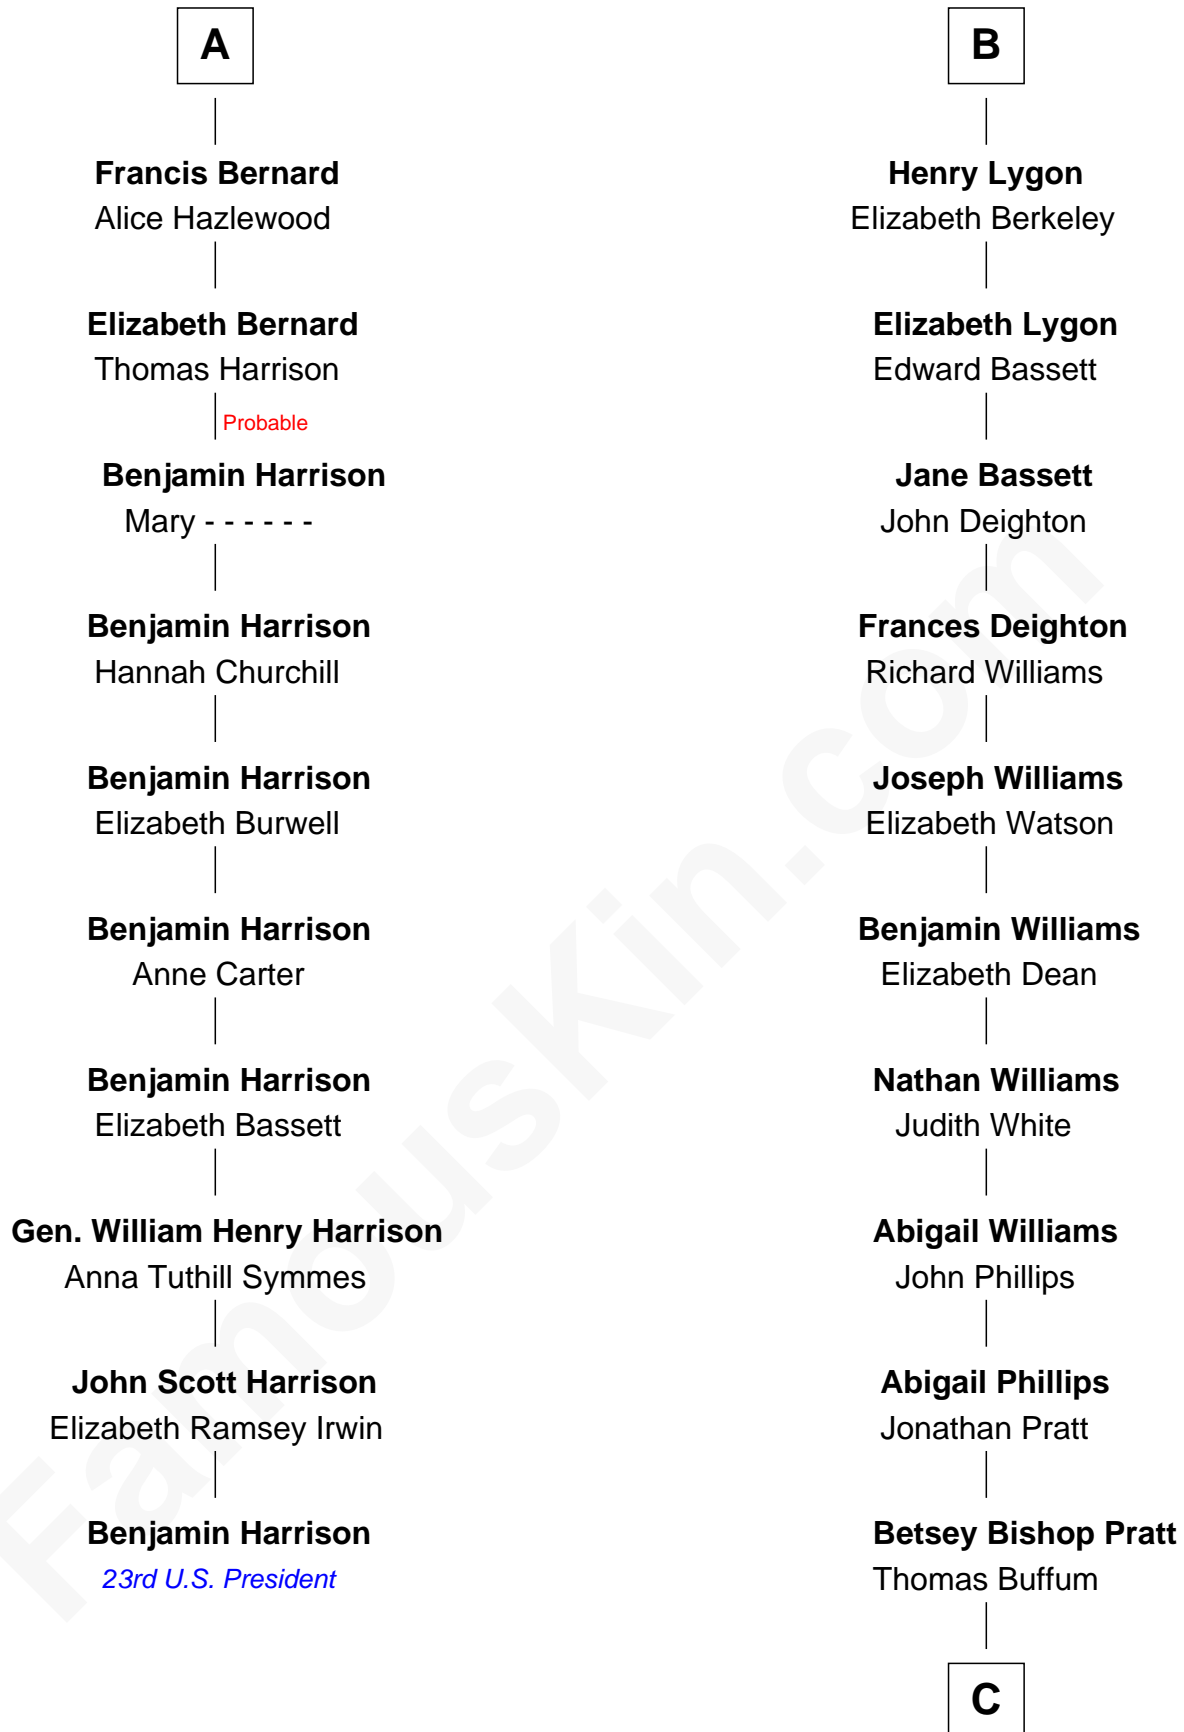 A
Francis Bernard
Alice Hazlewood
Elizabeth Bernard
Thomas Harrison
Probable
Benjamin Harrison
Mary - - - - - -
Benjamin Harrison
Hannah Churchill
Benjamin Harrison
Elizabeth Burwell
Benjamin Harrison
Anne Carter
Benjamin Harrison
Elizabeth Bassett
Gen. William Henry Harrison
Anna Tuthill Symmes
John Scott Harrison
Elizabeth Ramsey Irwin
Benjamin Harrison
23rd U.S. President
B
Henry Lygon
Elizabeth Berkeley
Elizabeth Lygon
Edward Bassett
Jane Bassett
John Deighton
Frances Deighton
Richard Williams
Joseph Williams
Elizabeth Watson
Benjamin Williams
Elizabeth Dean
Nathan Williams
Judith White
Abigail Williams
John Phillips
Abigail Phillips
Jonathan Pratt
Betsey Bishop Pratt
Thomas Buffum
C
FamousKin.com